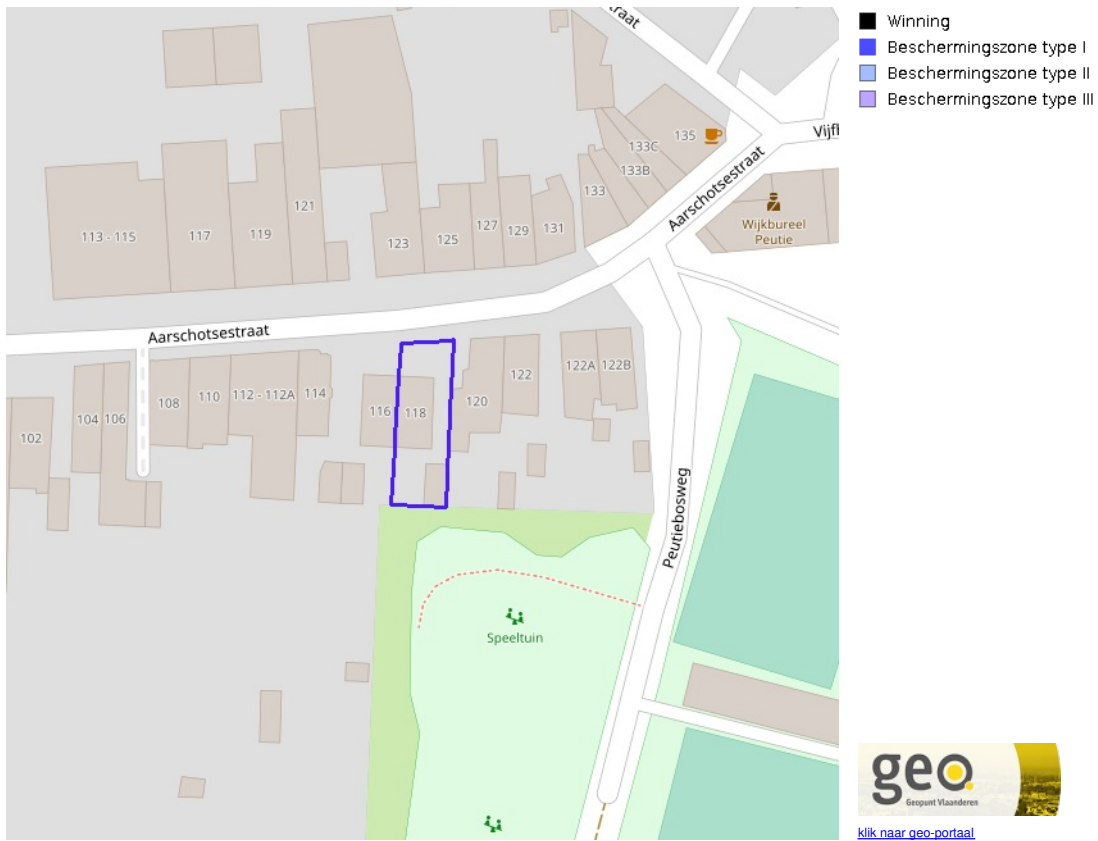 traat
Winning
Beschermingszone type I
Beschermingszone type II
Beschermingszone type III
135
Vijfl
133C
133B
133
Aarschotsestraat
121
Wijkbureel
Peutie
113 - 115
117
119
123
125
127
129
131
Aarschotsestraat
122A
122B
122
104
106
108
110
112 - 112A
114
116
118
120
102
Peutiebosweg
Speeltuin
geo.
Geopunt Vlaanderen
klik naar geo-portaal